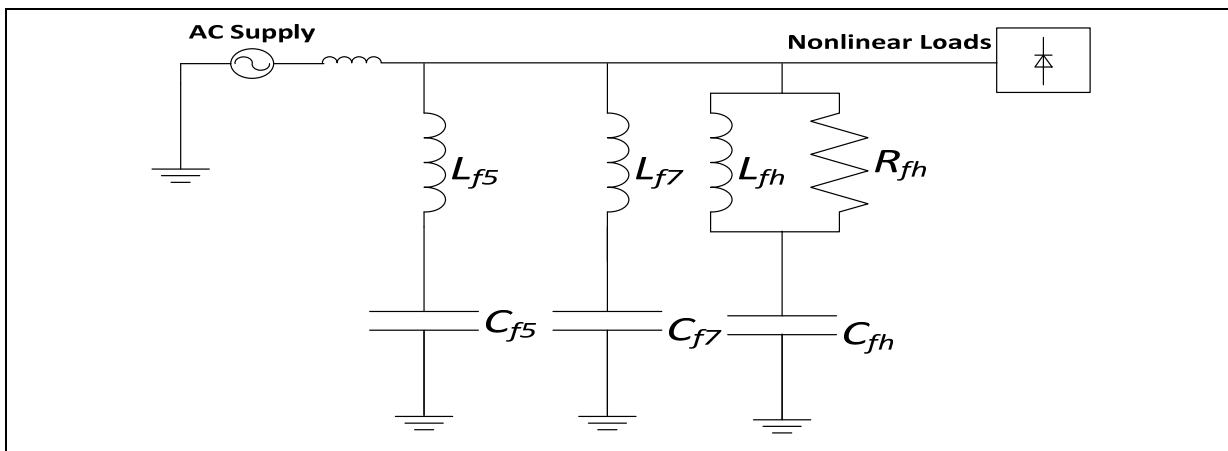 AC Supply
Nonlinear Loads
Lf5
Lf7
Lfh
Rfh
Cf5
Cf7
Cfh